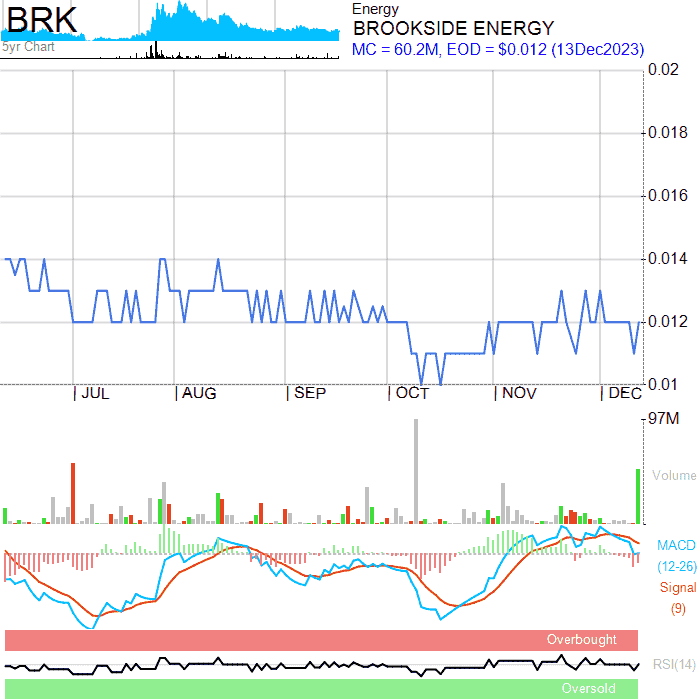 BRK
5yr Chart
Energy
BROOKSIDE ENERGY
MC = 60.2M, EOD = $0.012 (13Dec2023)
0.02
0.018
0.016
0.014
0.012
0.01
JUL
AUG
SEP
OCT
NOV
DEC
97M
Volume
MACD
(12-26)
Signal
(9)
Overbought
RSI(14)
Oversold